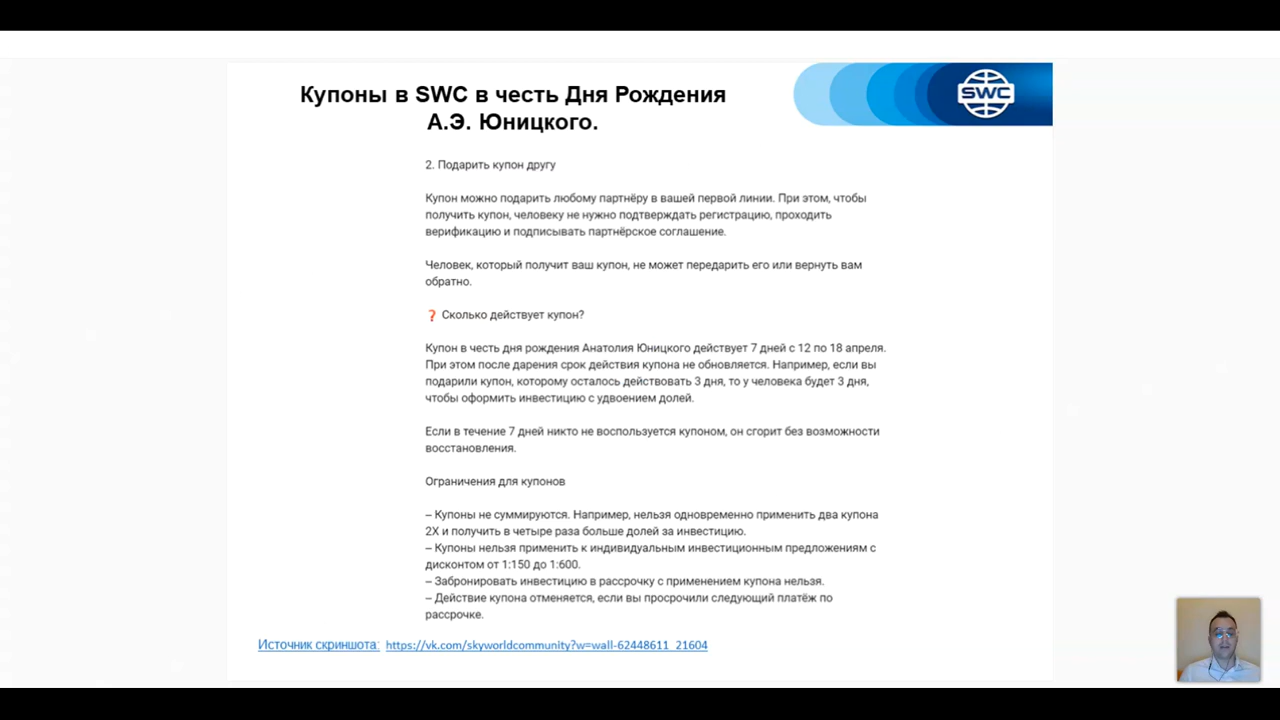 Купоны в SWC в честь Дня Рождения
А.Э. Юницкого.
SWC
2. Подарить купон другу
Купон можно подарить любому партнёру в вашей первой линии. При этом, чтобы
получить купон, человеку не нужно подтверждать регистрацию, проходить
верификацию и подписывать партнёрское соглашение.
Человек, который получит ваш купон, не может передарить его или вернуть вам
обратно.
❓ Сколько действует купон?
Купон в честь дня рождения Анатолия Юницкого действует 7 дней с 12 по 18 апреля.
При этом после дарения срок действия купона не обновляется. Например, если вы
подарили купон, которому осталось действовать 3 дня, то у человека будет 3 дня,
чтобы оформить инвестицию с удвоением долей.
Если в течение 7 дней никто не воспользуется купоном, он сгорит без возможности
восстановления.
Ограничения для купонов
– Купоны не суммируются. Например, нельзя одновременно применить два купона
2Х и получить в четыре раза больше долей за инвестицию.
– Купоны нельзя применить к индивидуальным инвестиционным предложениям с
дисконтом от 1:150 до 1:600.
– Забронировать инвестицию в рассрочку с применением купона нельзя.
– Действие купона отменяется, если вы просрочили следующий платёж по
рассрочке.
Источник скриншота: https://vk.com/skyworldcommunity?w=wall-62448611_21604